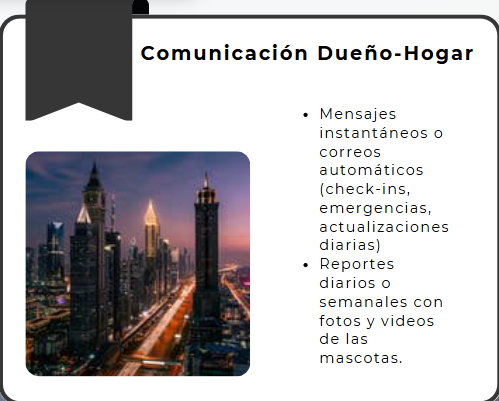 Comunicación Dueño-Hogar
• Mensajes
instantáneos o
correos
automáticos
(check-ins,
emergencias,
actualizaciones
diarias)
• Reportes
diarios o
semanales con
fotos y videos
de las
mascotas.